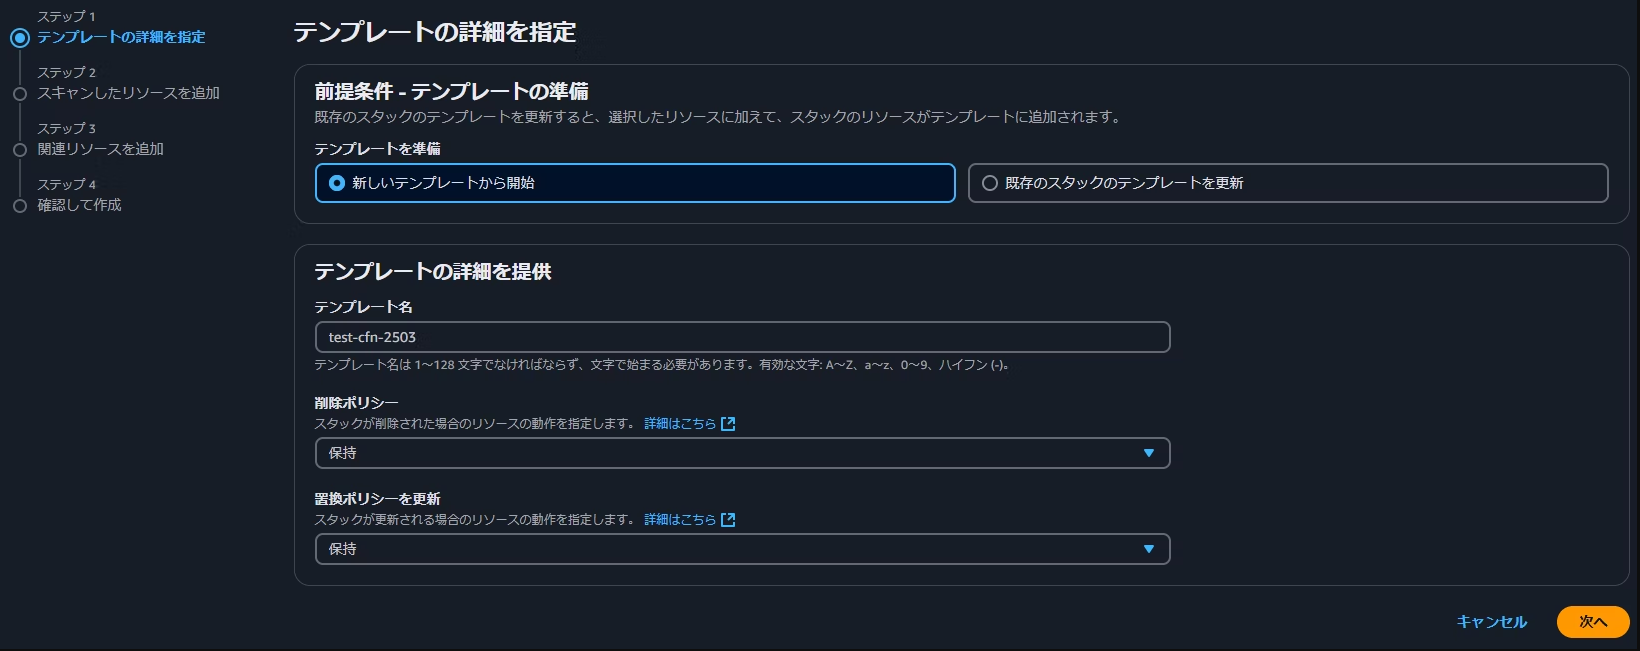 ステップ 1
テンプレートの詳細を指定
ステップ 2
スキャンしたリソースを追加
ステップ 3
関連リソースを追加
ステップ 4
確認して作成
テンプレートの詳細を指定
前提条件 - テンプレートの準備
既存のスタックのテンプレートを更新すると、選択したリソースに加えて、スタックのリソースがテンプレートに追加されます。
テンプレートを準備
新しいテンプレートから開始
既存のスタックのテンプレートを更新
テンプレートの詳細を提供
テンプレート名
test-cfn-2503
テンプレート名は 1～128 文字でなければならず、文字で始まる必要があります。有効な文字: A～Z、a～z、0～9、ハイフン (-)。
削除ポリシー
スタックが削除された場合のリソースの動作を指定します。 詳細はこちら
保持
置換ポリシーを更新
スタックが更新される場合のリソースの動作を指定します。 詳細はこちら
保持
キャンセル
次へ